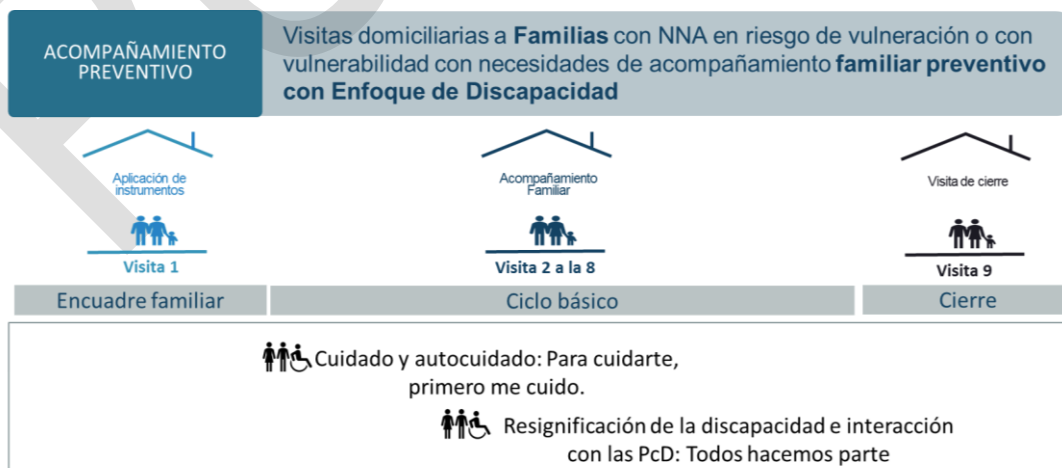 ACOMPAÑAMIENTO
PREVENTIVO
Visitas domiciliarias a Familias con NNA en riesgo de vulneración o con
vulnerabilidad con necesidades de acompañamiento familiar preventivo
con Enfoque de Discapacidad
Aplicación de
instrumentos
Visita 1
Encuadre familiar
Acompañamiento
Familiar
Visita 2 a la 8
Ciclo básico
Visita de cierre
Visita 9
Cierre
Cuidado y autocuidado: Para cuidarte,
primero me cuido.
Resignificación de la discapacidad e interacción
con las PcD: Todos hacemos parte